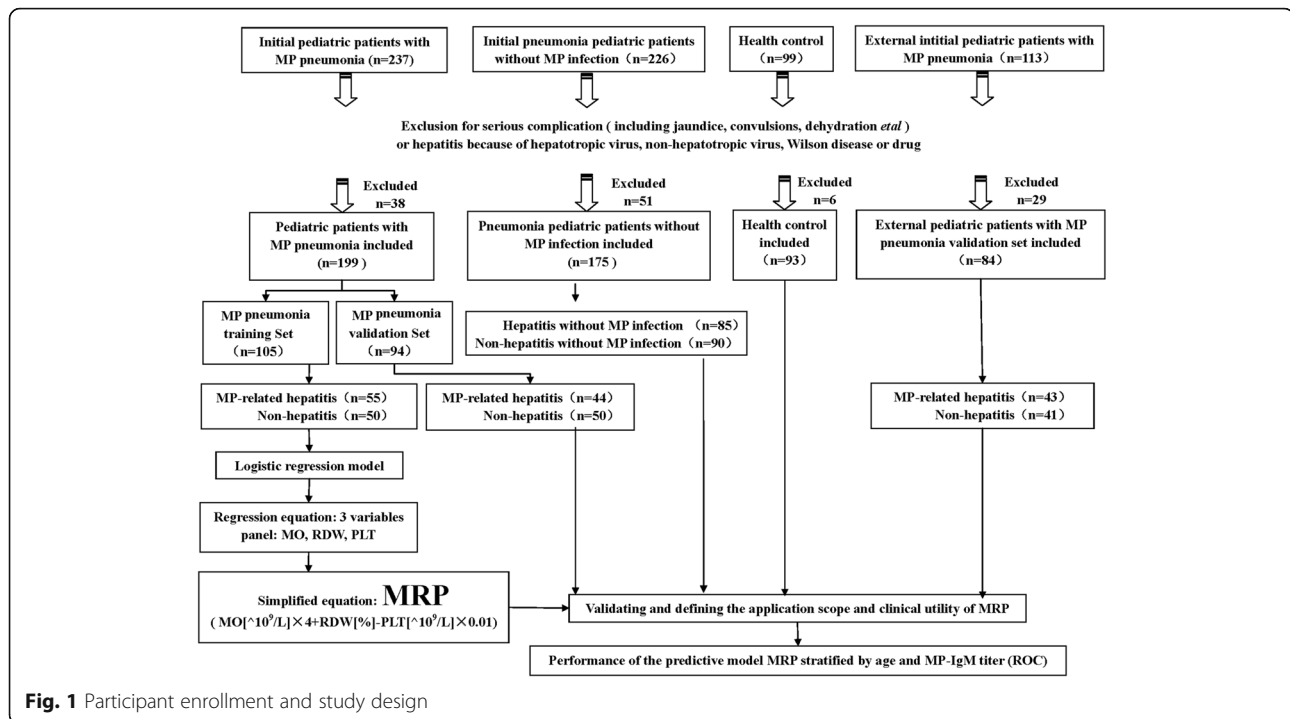 Initial pediatric patients with
MP pneumonia (n=237)
Initial pneumonia pediatric patients
without MP infection（n=226）
Health control
（n=99）
External intitial pediatric patients with
MP pneumonia（n=113）
Exclusion for serious complication ( including jaundice, convulsions, dehydration etal )
or hepatitis because of hepatotropic virus, non-hepatotropic virus, Wilson disease or drug
Excluded
n=38
Excluded
n=51
Excluded
n=6
Excluded
n=29
Pediatric patients with
MP pneumonia included
(n=199 )
Pneumonia pediatric patients without
MP infection included
(n=175 )
Health control
included
（n=93）
External pediatric patients with MP
pneumonia validation set included
（n=84）
MP pneumonia
training Set
(n=105）
MP pneumonia
validation Set
（n=94）
Hepatitis without MP infection （n=85）
Non-hepatitis without MP infection（n=90）
MP-related hepatitis（n=55）
Non-hepatitis（n=50）
MP-related hepatitis（n=44）
Non-hepatitis（n=50）
MP-related hepatitis（n=43）
Non-hepatitis（n=41）
Logistic regression model
Regression equation: 3 variables
panel: MO, RDW, PLT
Simplified equation: MRP
( MO[^10⁹/L]×4+RDW[%]-PLT[^10⁹/L]×0.01)
Validating and defining the application scope and clinical utility of MRP
Performance of the predictive model MRP stratified by age and MP-IgM titer (ROC)
Fig. 1 Participant enrollment and study design